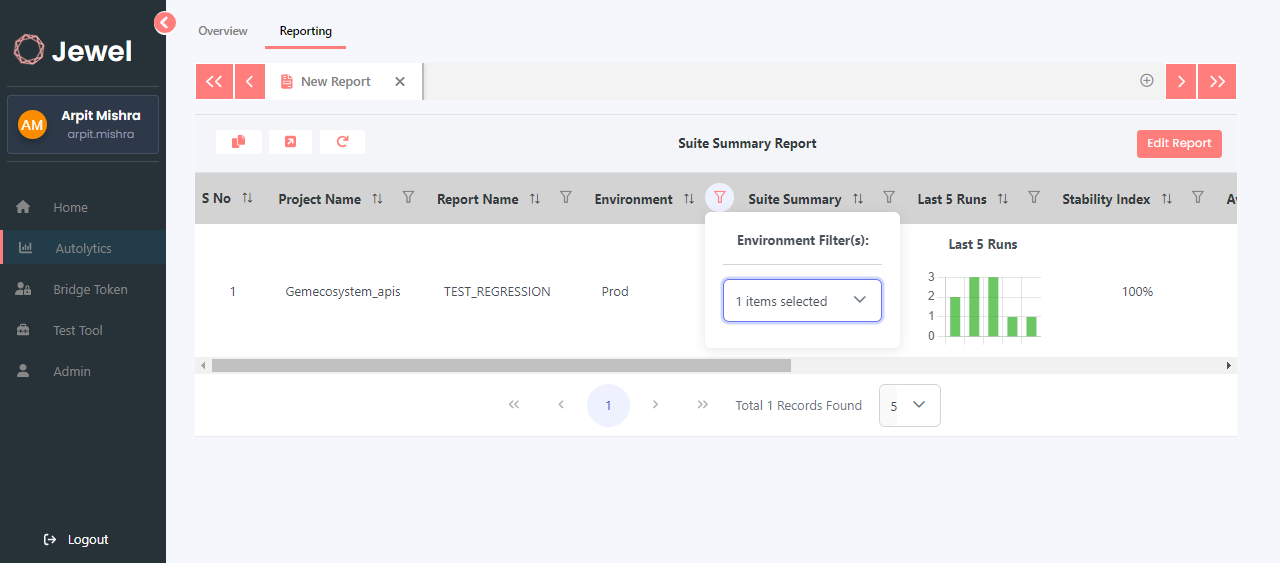 Jewel
AM
Arpit Mishra
arpit.mishra
Home
Autolytics
Bridge Token
Test Tool
Admin
Logout
Overview Reporting
New Report
Suite Summary Report
Edit Report
S No Project Name Report Name Environment Suite Summary Last 5 Runs Stability Index
Environment Filter(s):
1 items selected
1 Gemecosystem_apis TEST_REGRESSION Prod 100%
Last 5 Runs
3
2
1
0
1 Total 1 Records Found 5